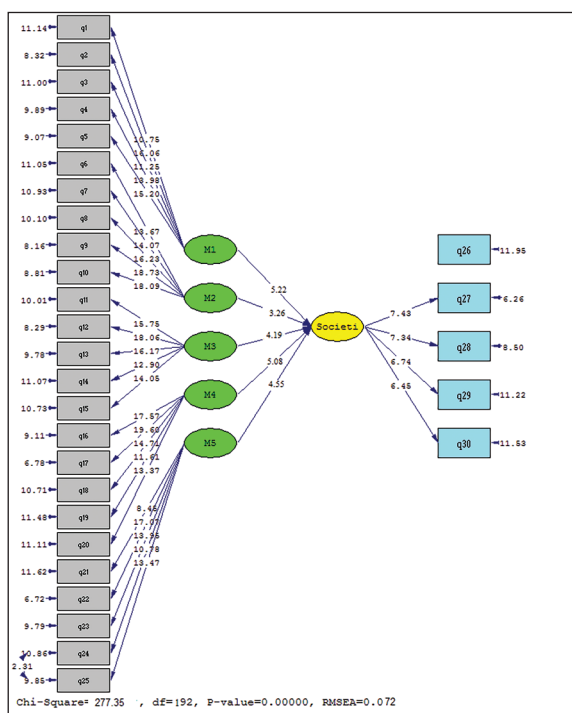 11.14 q1
8.32 q2
11.00 q3
9.89 q4
9.07 q5
11.05 q6
10.93 q7
10.10 q8
8.16 q9
8.81 q10
10.01 q11
8.29 q12
9.78 q13
11.07 q14
10.73 q15
9.11 q16
6.78 q17
10.71 q18
11.48 q19
11.11 q20
11.62 q21
6.72 q22
9.79 q23
10.86 q24
2.31
9.85 q25
10.75
16.06
11.25
13.98
15.20
13.67
14.07
16.23
18.73
18.09
15.75
18.06
16.17
12.90
14.05
17.57
19.60
14.71
11.61
13.37
8.45
17.07
13.95
10.78
13.47
M1
M2
M3
M4
M5
5.22
3.26
4.19
5.08
4.55
Societi
7.43
7.34
6.74
6.45
q26 11.95
q27 6.26
q28 8.50
q29 11.22
q30 11.53
Chi-Square= 277.35 , df=192, P-value=0.00000, RMSEA=0.072